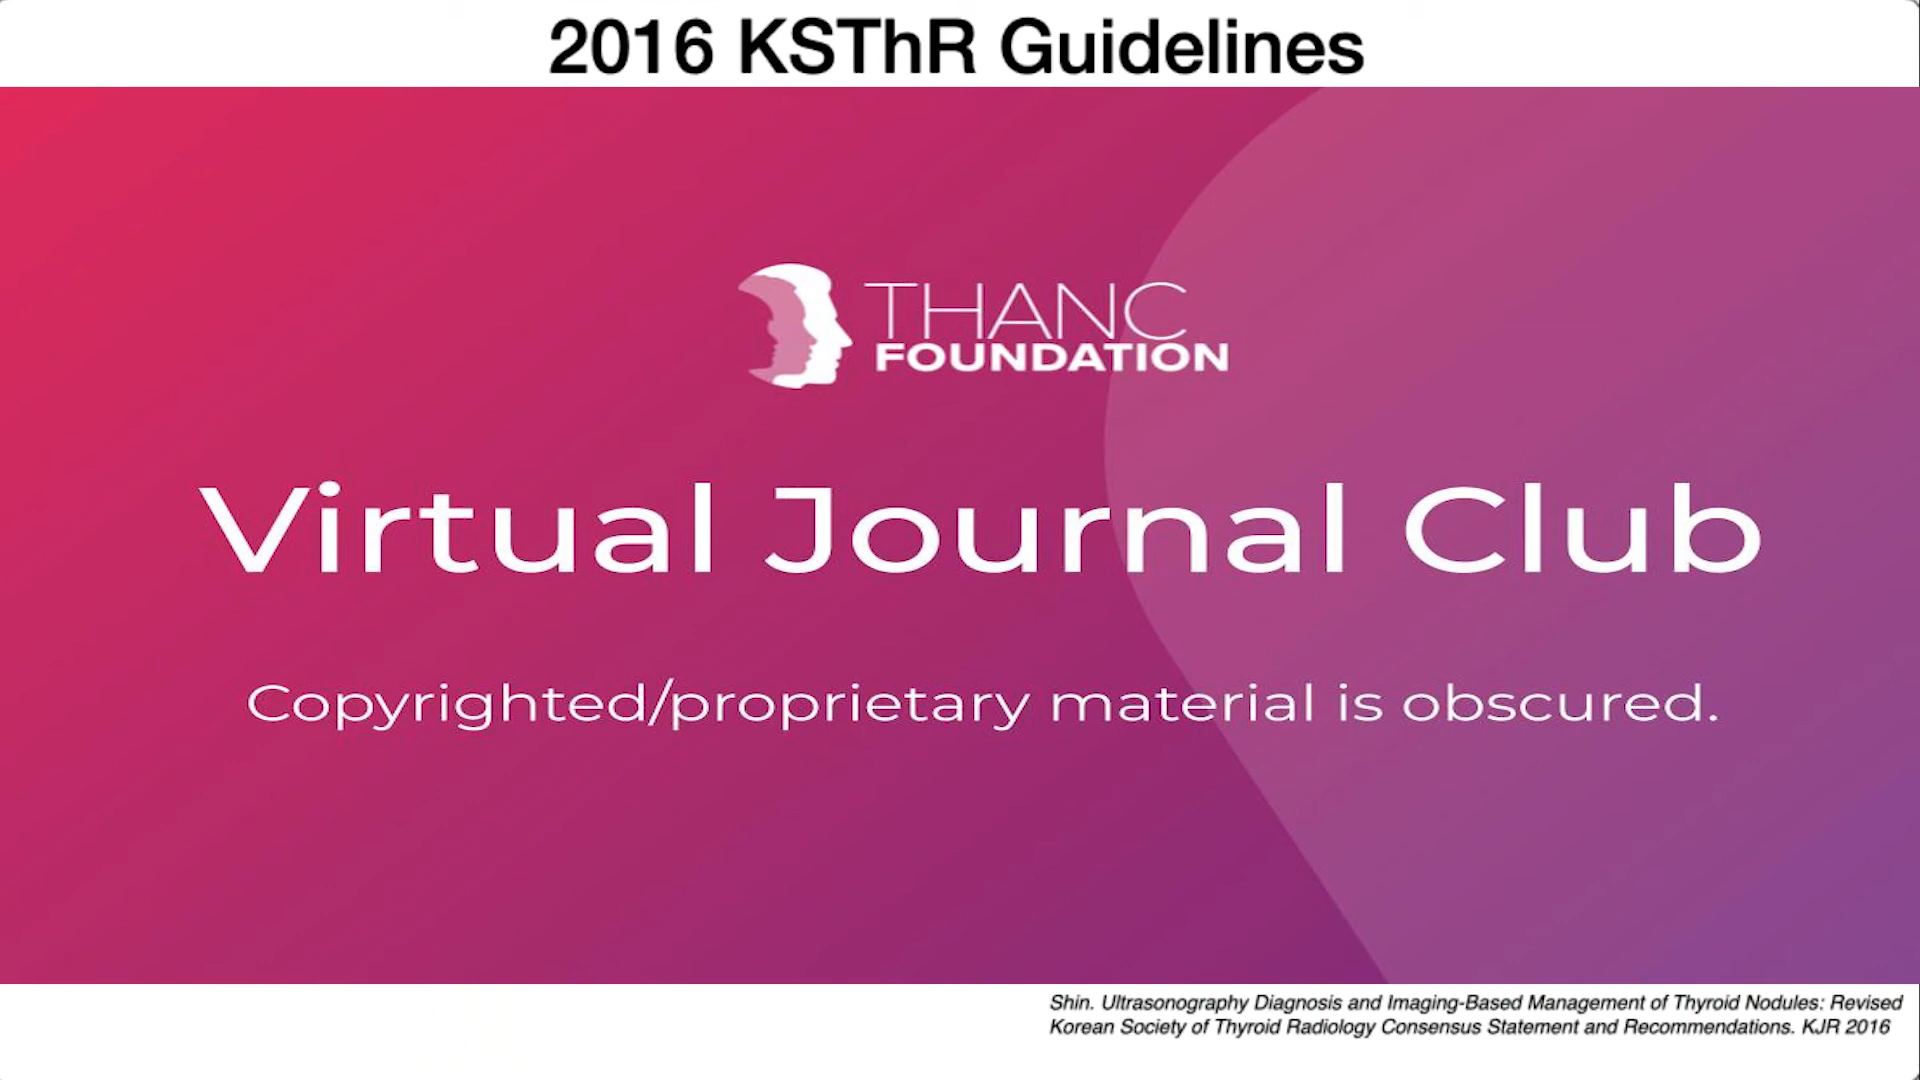 2016 KSThR Guidelines
THANC
FOUNDATION
Virtual Journal Club
Copyrighted/proprietary material is obscured.
Shin. Ultrasonography Diagnosis and Imaging-Based Management of Thyroid Nodules: Revised
Korean Society of Thyroid Radiology Consensus Statement and Recommendations. KJR 2016